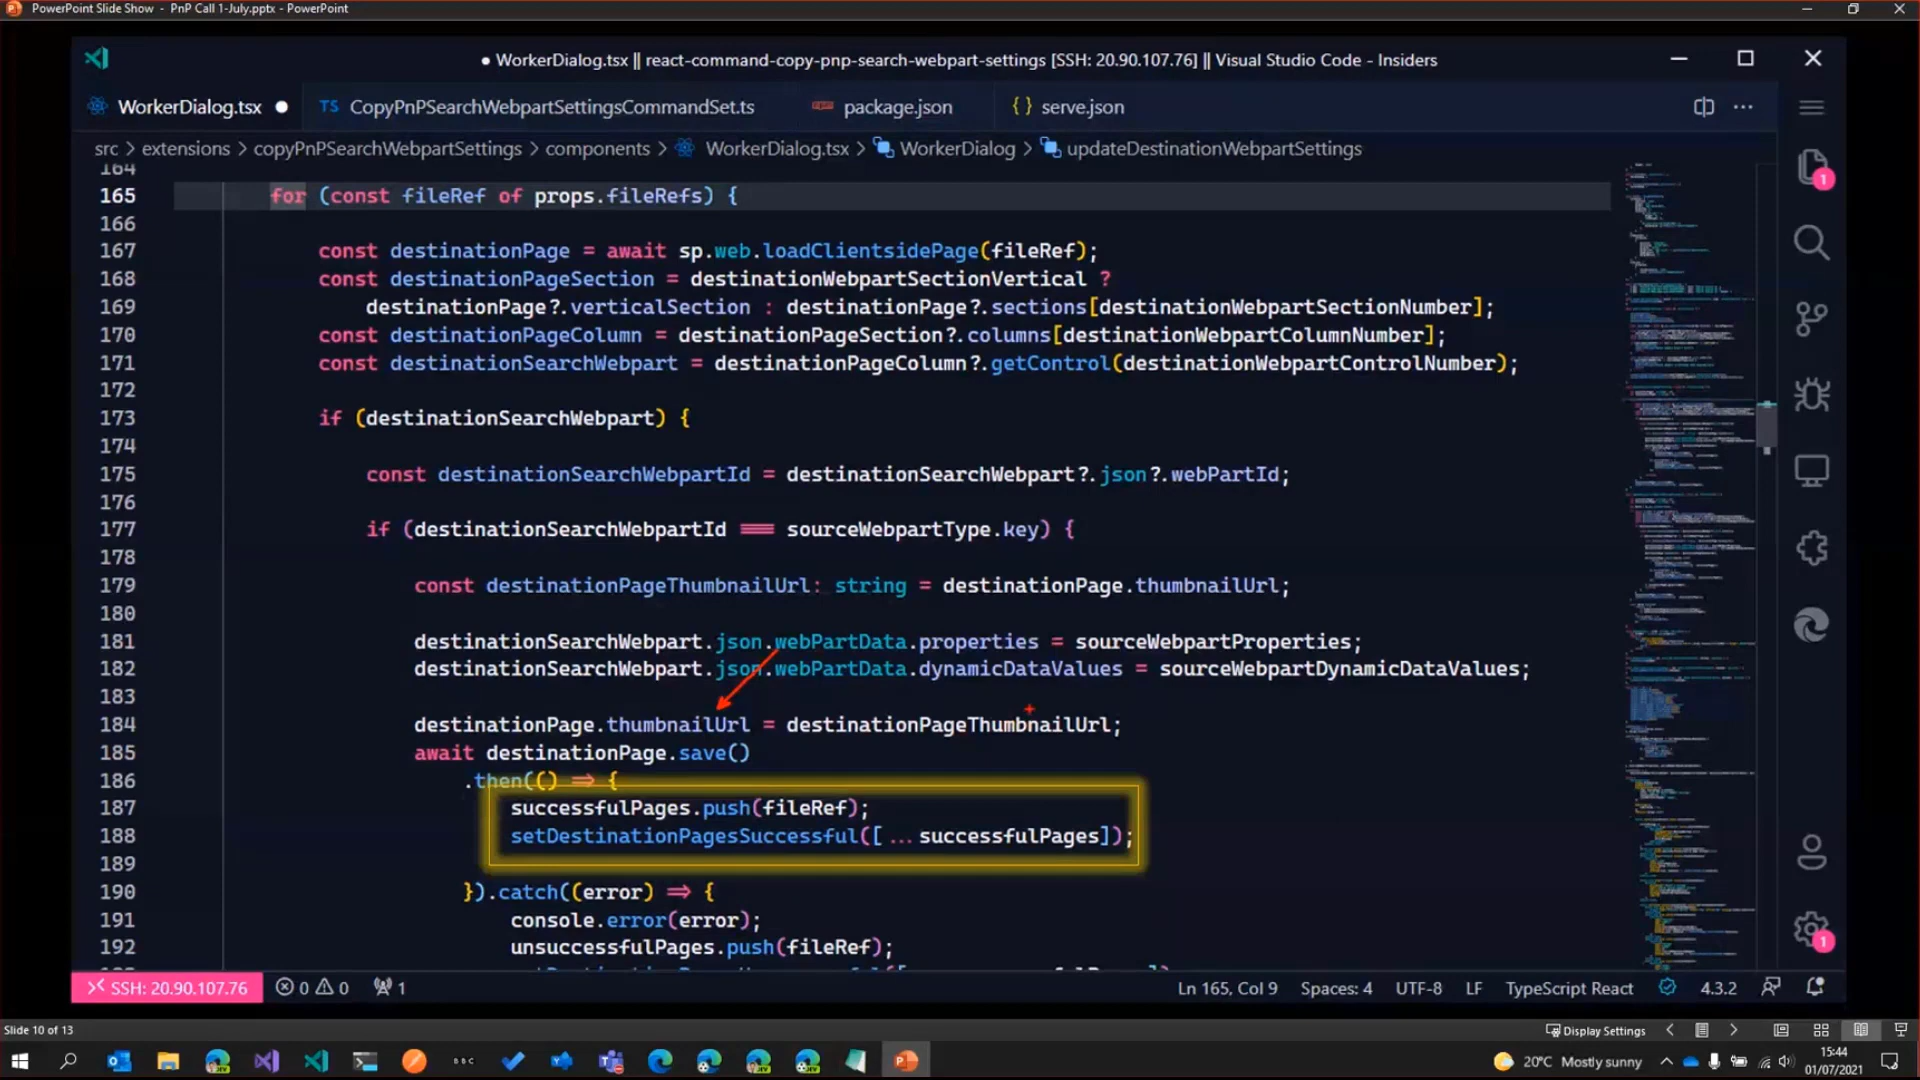 PowerPoint Slide Show - PnP Call 1-July.pptx - PowerPoint
● WorkerDialog.tsx || react-command-copy-pnp-search-webpart-settings [SSH: 20.90.107.76] || Visual Studio Code - Insiders
WorkerDialog.tsx ● TS CopyPnPSearchWebpartSettingsCommandSet.ts package.json {} serve.json ...
src > extensions > copyPnPSearchWebpartSettings > components > WorkerDialog.tsx > WorkerDialog > updateDestinationWebpartSettings
164
165 for (const fileRef of props.fileRefs) {
166
167 const destinationPage = await sp.web.loadClientsidePage(fileRef);
168 const destinationPageSection = destinationWebpartSectionVertical ?
169 destinationPage?.verticalSection : destinationPage?.sections[destinationWebpartSectionNumber];
170 const destinationPageColumn = destinationPageSection?.columns[destinationWebpartColumnNumber];
171 const destinationSearchWebpart = destinationPageColumn?.getControl(destinationWebpartControlNumber);
172
173 if (destinationSearchWebpart) {
174
175 const destinationSearchWebpartId = destinationSearchWebpart?.json?.webPartId;
176
177 if (destinationSearchWebpartId === sourceWebpartType.key) {
178
179 const destinationPageThumbnailUrl: string = destinationPage.thumbnailUrl;
180
181 destinationSearchWebpart.json.webPartData.properties = sourceWebpartProperties;
182 destinationSearchWebpart.json.webPartData.dynamicDataValues = sourceWebpartDynamicDataValues;
183
184 destinationPage.thumbnailUrl = destinationPageThumbnailUrl;
185 await destinationPage.save()
186 .then(() => {
187 successfulPages.push(fileRef);
188 setDestinationPagesSuccessful([ ...successfulPages]);
189
190 }).catch((error) => {
191 console.error(error);
192 unsuccessfulPages.push(fileRef);
1
1
SSH: 20.90.107.76 0 0 1 Ln 165, Col 9 Spaces: 4 UTF-8 LF TypeScript React 4.3.2
Slide 10 of 13 Display Settings
BBC 20°C Mostly sunny 15:44
01/07/2021